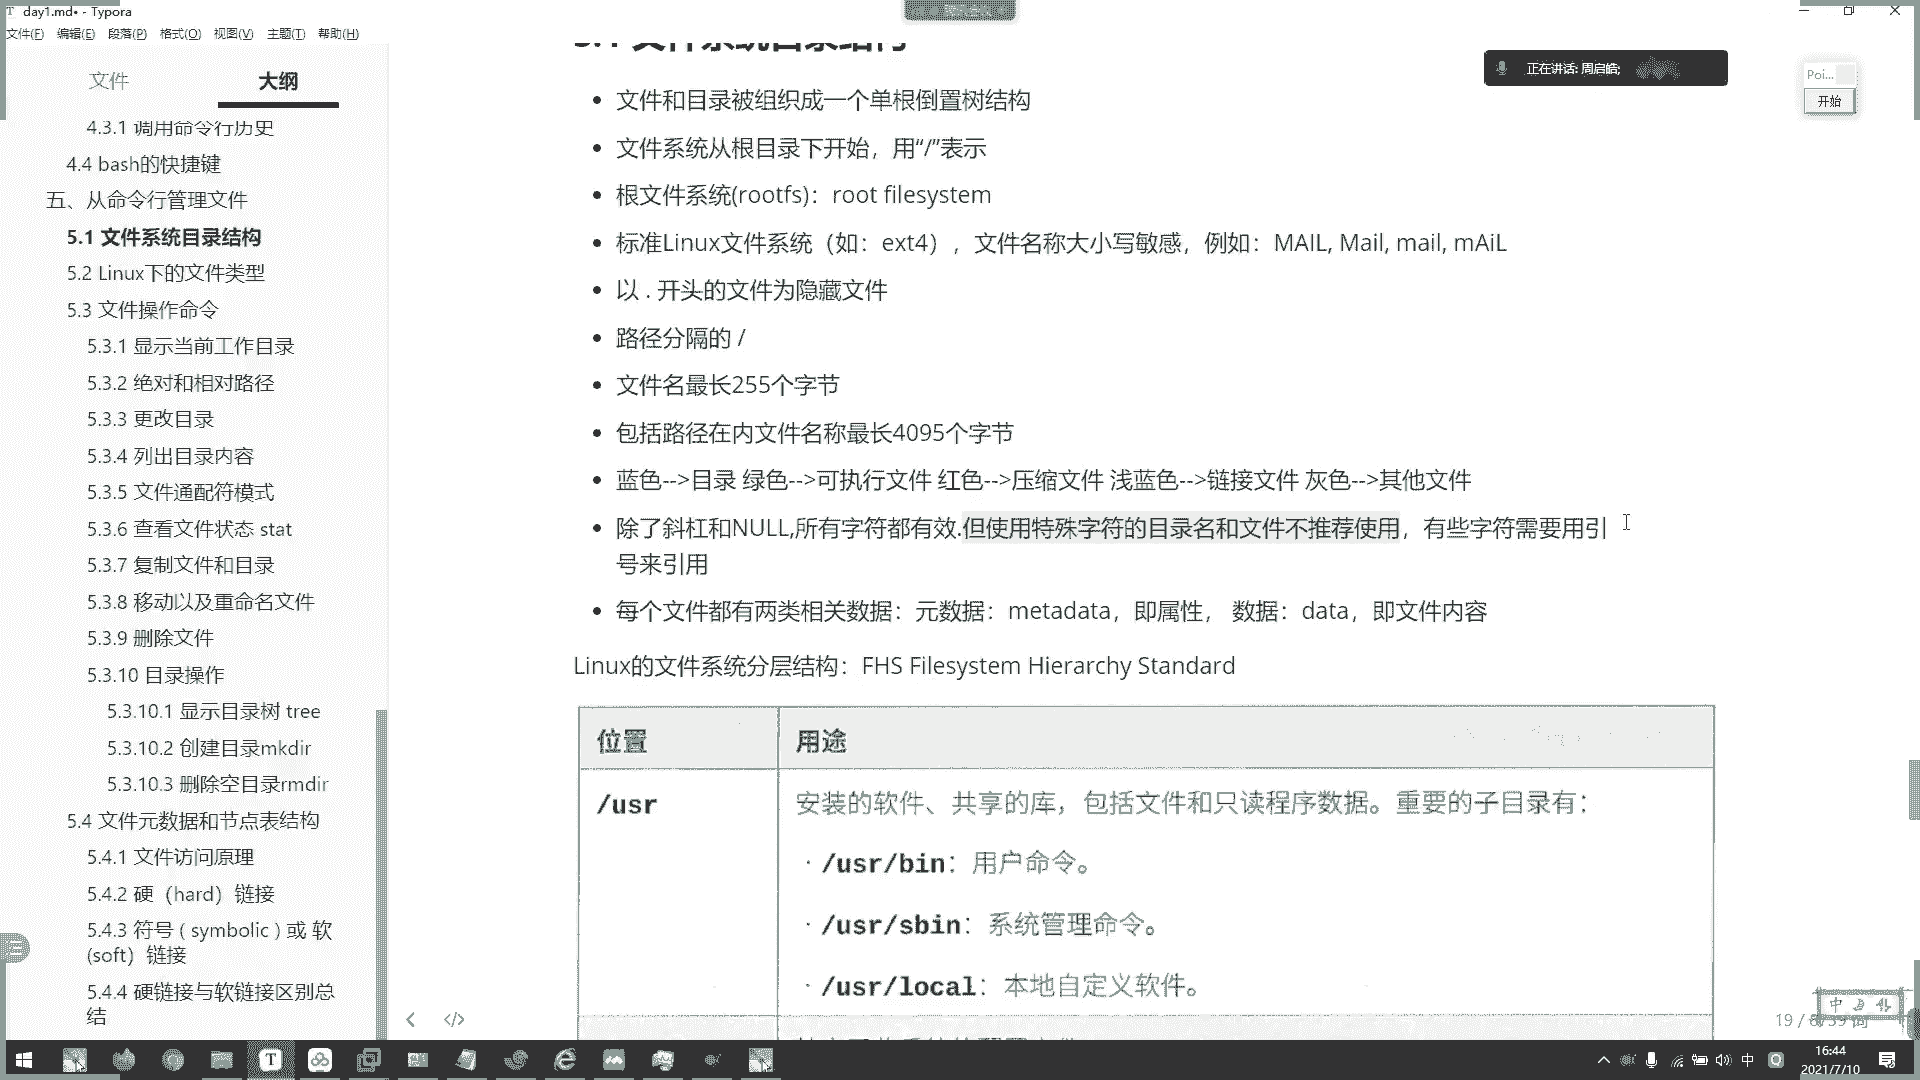 day1.md• - Typora
文件(F) 编辑(E) 段落(P) 格式(O) 视图(V) 主题(T) 帮助(H)
文件 大纲
4.3.1 调用命令行历史
4.4 bash的快捷键
五、从命令行管理文件
5.1 文件系统目录结构
5.2 Linux下的文件类型
5.3 文件操作命令
5.3.1 显示当前工作目录
5.3.2 绝对和相对路径
5.3.3 更改目录
5.3.4 列出目录内容
5.3.5 文件通配符模式
5.3.6 查看文件状态 stat
5.3.7 复制文件和目录
5.3.8 移动以及重命名文件
5.3.9 删除文件
5.3.10 目录操作
5.3.10.1 显示目录树 tree
5.3.10.2 创建目录mkdir
5.3.10.3 删除空目录rmdir
5.4 文件元数据和节点表结构
5.4.1 文件访问原理
5.4.2 硬（hard）链接
5.4.3 符号 ( symbolic ) 或 软
(soft）链接
5.4.4 硬链接与软链接区别总
结
5.1 文件系统目录结构
正在讲话: 周启皓;
Poi...
开始
文件和目录被组织成一个单根倒置树结构
文件系统从根目录下开始，用“/”表示
根文件系统(rootfs)：root filesystem
标准Linux文件系统（如：ext4），文件名称大小写敏感，例如：MAIL, Mail, mail, mAiL
以 . 开头的文件为隐藏文件
路径分隔的 /
文件名最长255个字节
包括路径在内文件名称最长4095个字节
蓝色-->目录 绿色-->可执行文件 红色-->压缩文件 浅蓝色-->链接文件 灰色-->其他文件
除了斜杠和NULL,所有字符都有效.但使用特殊字符的目录名和文件不推荐使用，有些字符需要用引
号来引用
每个文件都有两类相关数据：元数据：metadata，即属性， 数据：data，即文件内容
Linux的文件系统分层结构：FHS Filesystem Hierarchy Standard
位置 用途
/usr 安装的软件、共享的库，包括文件和只读程序数据。重要的子目录有：
· /usr/bin：用户命令。
· /usr/sbin：系统管理命令。
· /usr/local：本地自定义软件。
中
16:44
2021/7/10